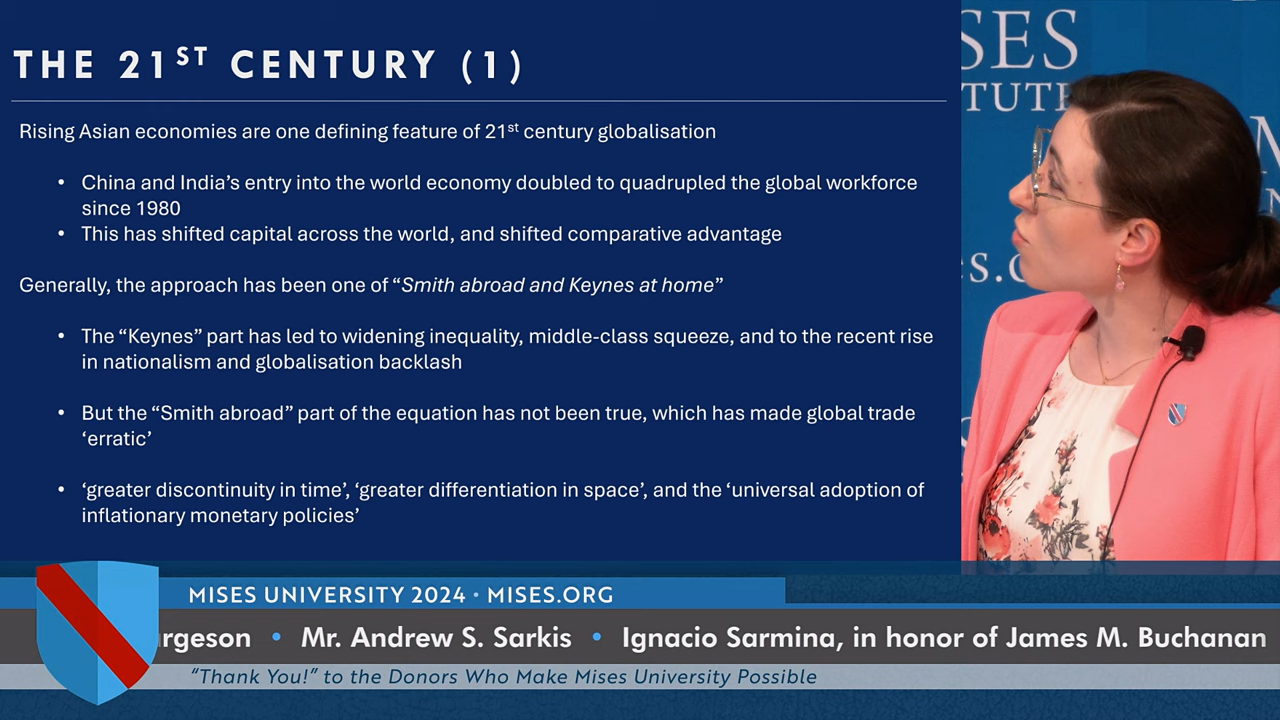 THE 21ST CENTURY (1)
Rising Asian economies are one defining feature of 21st century globalisation
• China and India's entry into the world economy doubled to quadrupled the global workforce
since 1980
• This has shifted capital across the world, and shifted comparative advantage
Generally, the approach has been one of “Smith abroad and Keynes at home”
• The “Keynes” part has led to widening inequality, middle-class squeeze, and to the recent rise
in nationalism and globalisation backlash
• But the “Smith abroad” part of the equation has not been true, which has made global trade
‘erratic’
• ‘greater discontinuity in time’, ‘greater differentiation in space’, and the ‘universal adoption of
inflationary monetary policies’
SES
TUTE
es.c
MISES UNIVERSITY 2024 • MISES.ORG
argeson • Mr. Andrew S. Sarkis • Ignacio Sarmina, in honor of James M. Buchanan
“Thank You!” to the Donors Who Make Mises University Possible